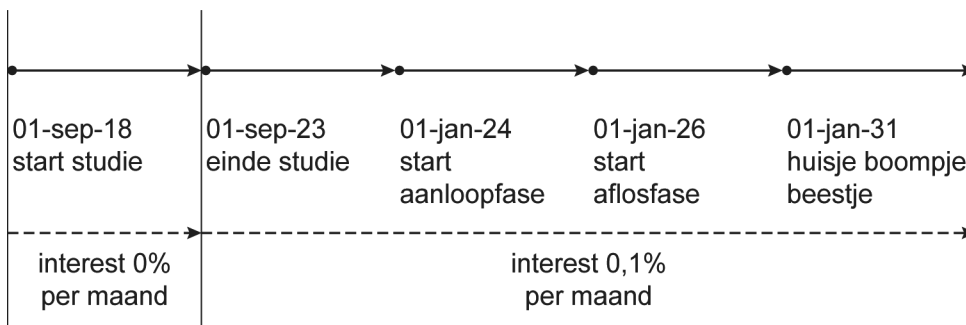 01-sep-18
start studie
01-sep-23
einde studie
01-jan-24
start
aanloopfase
01-jan-26
start
aflosfase
01-jan-31
huisje boompje
beestje
interest 0%
per maand
interest 0,1%
per maand